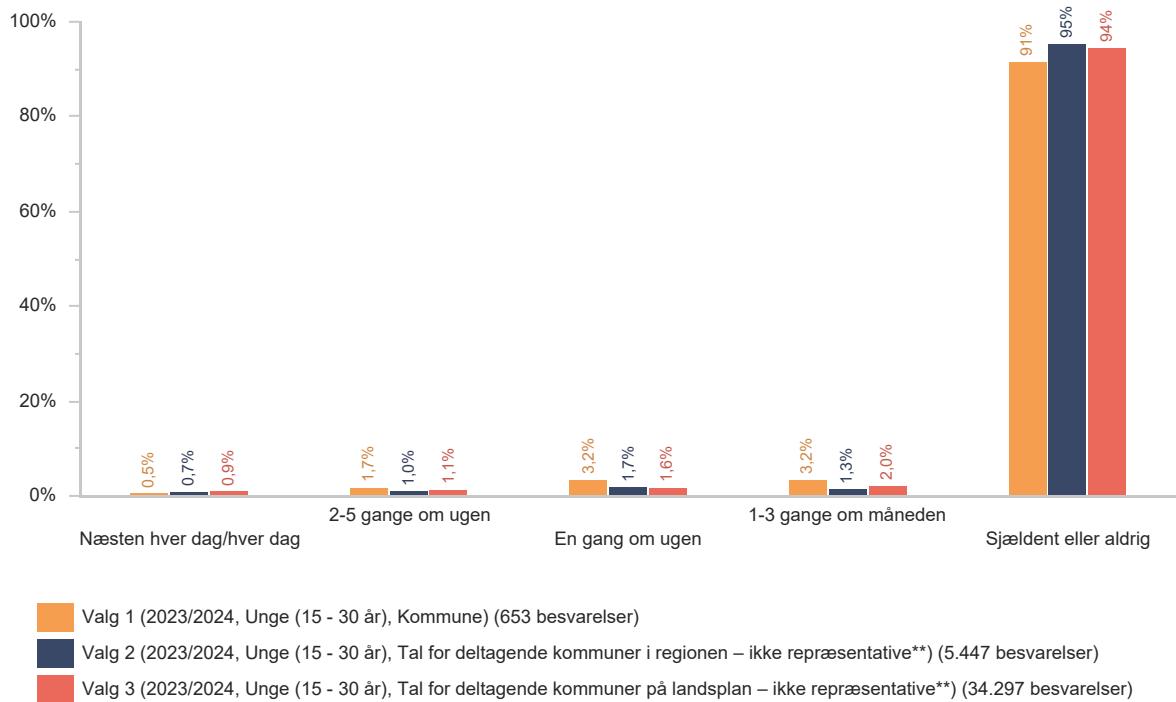 100%
80%
60%
40%
20%
0%
0,5%
0,7%
0,9%
1,7%
1,0%
1,1%
3,2%
1,7%
1,6%
3,2%
1,3%
2,0%
91%
95%
94%
Næsten hver dag/hver dag
2-5 gange om ugen
En gang om ugen
1-3 gange om måneden
Sjældent eller aldrig
Valg 1 (2023/2024, Unge (15 - 30 år), Kommune) (653 besvarelser)
Valg 2 (2023/2024, Unge (15 - 30 år), Tal for deltagende kommuner i regionen – ikke repræsentative**) (5.447 besvarelser)
Valg 3 (2023/2024, Unge (15 - 30 år), Tal for deltagende kommuner på landsplan – ikke repræsentative**) (34.297 besvarelser)